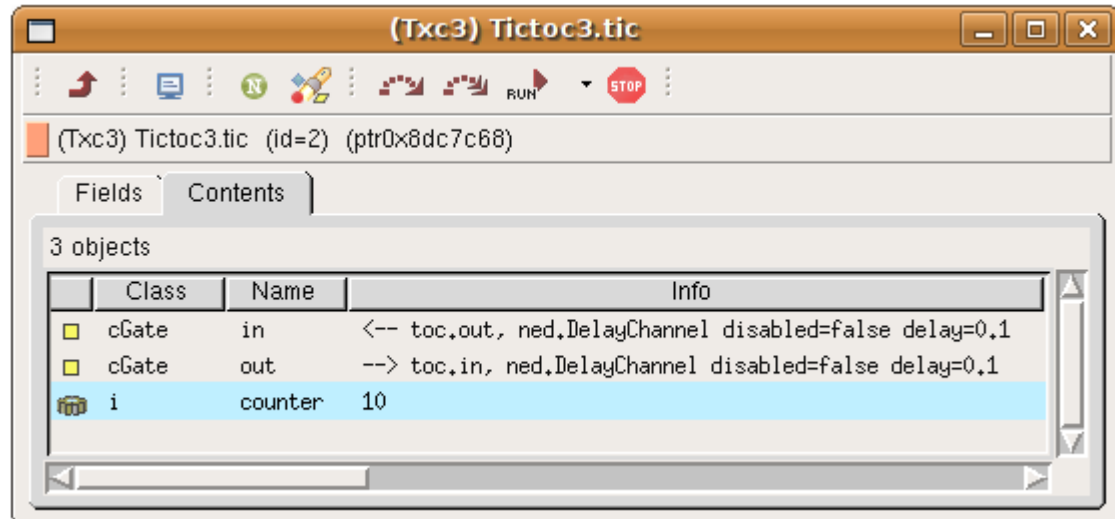 (Txc3) Tictoc3.tic
N RUN STOP
(Txc3) Tictoc3.tic (id=2) (ptr0x8dc7c68)
Fields Contents
3 objects
Class Name Info
cGate in <-- toc.out, ned.DelayChannel disabled=false delay=0.1
cGate out --> toc.in, ned.DelayChannel disabled=false delay=0.1
i counter 10